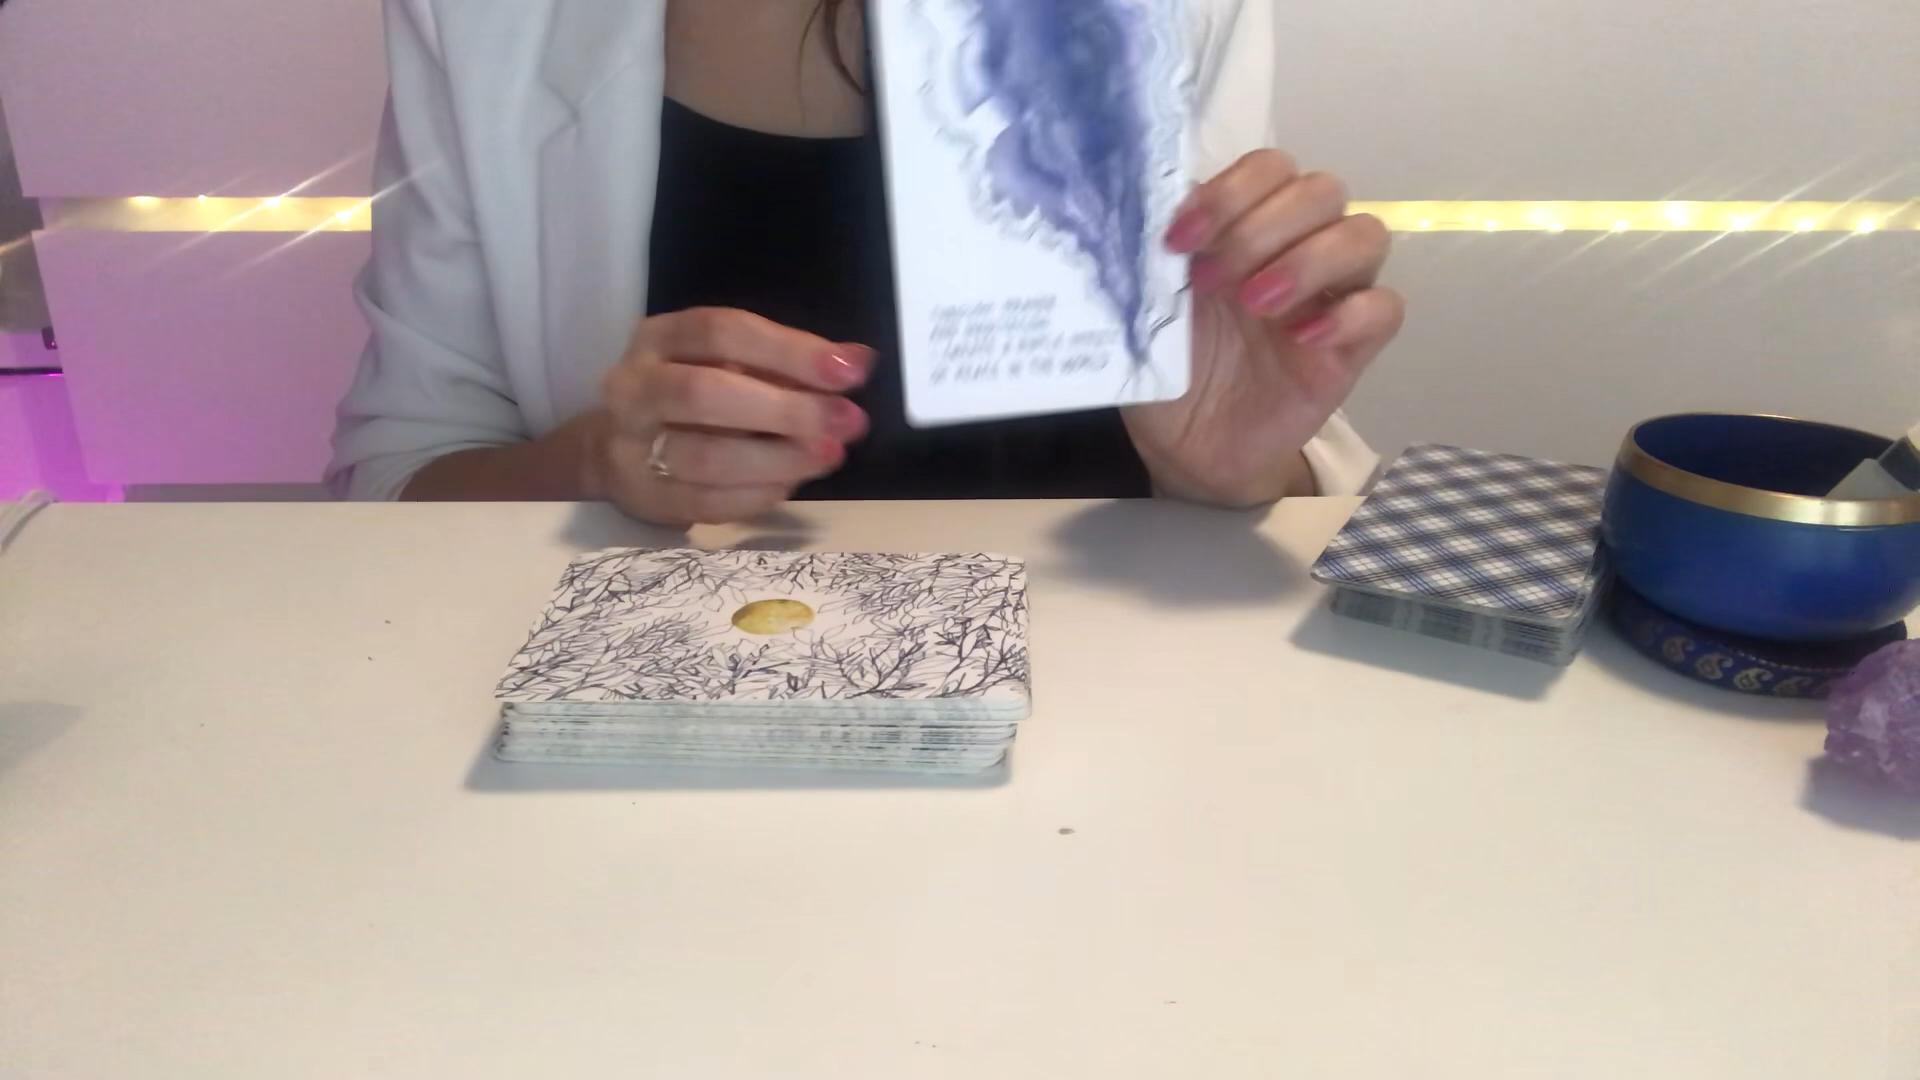 THROUGH PRAYER
AND MEDITATION
I CREATE A RIPPLE EFFECT
OF PEACE IN THE WORLD